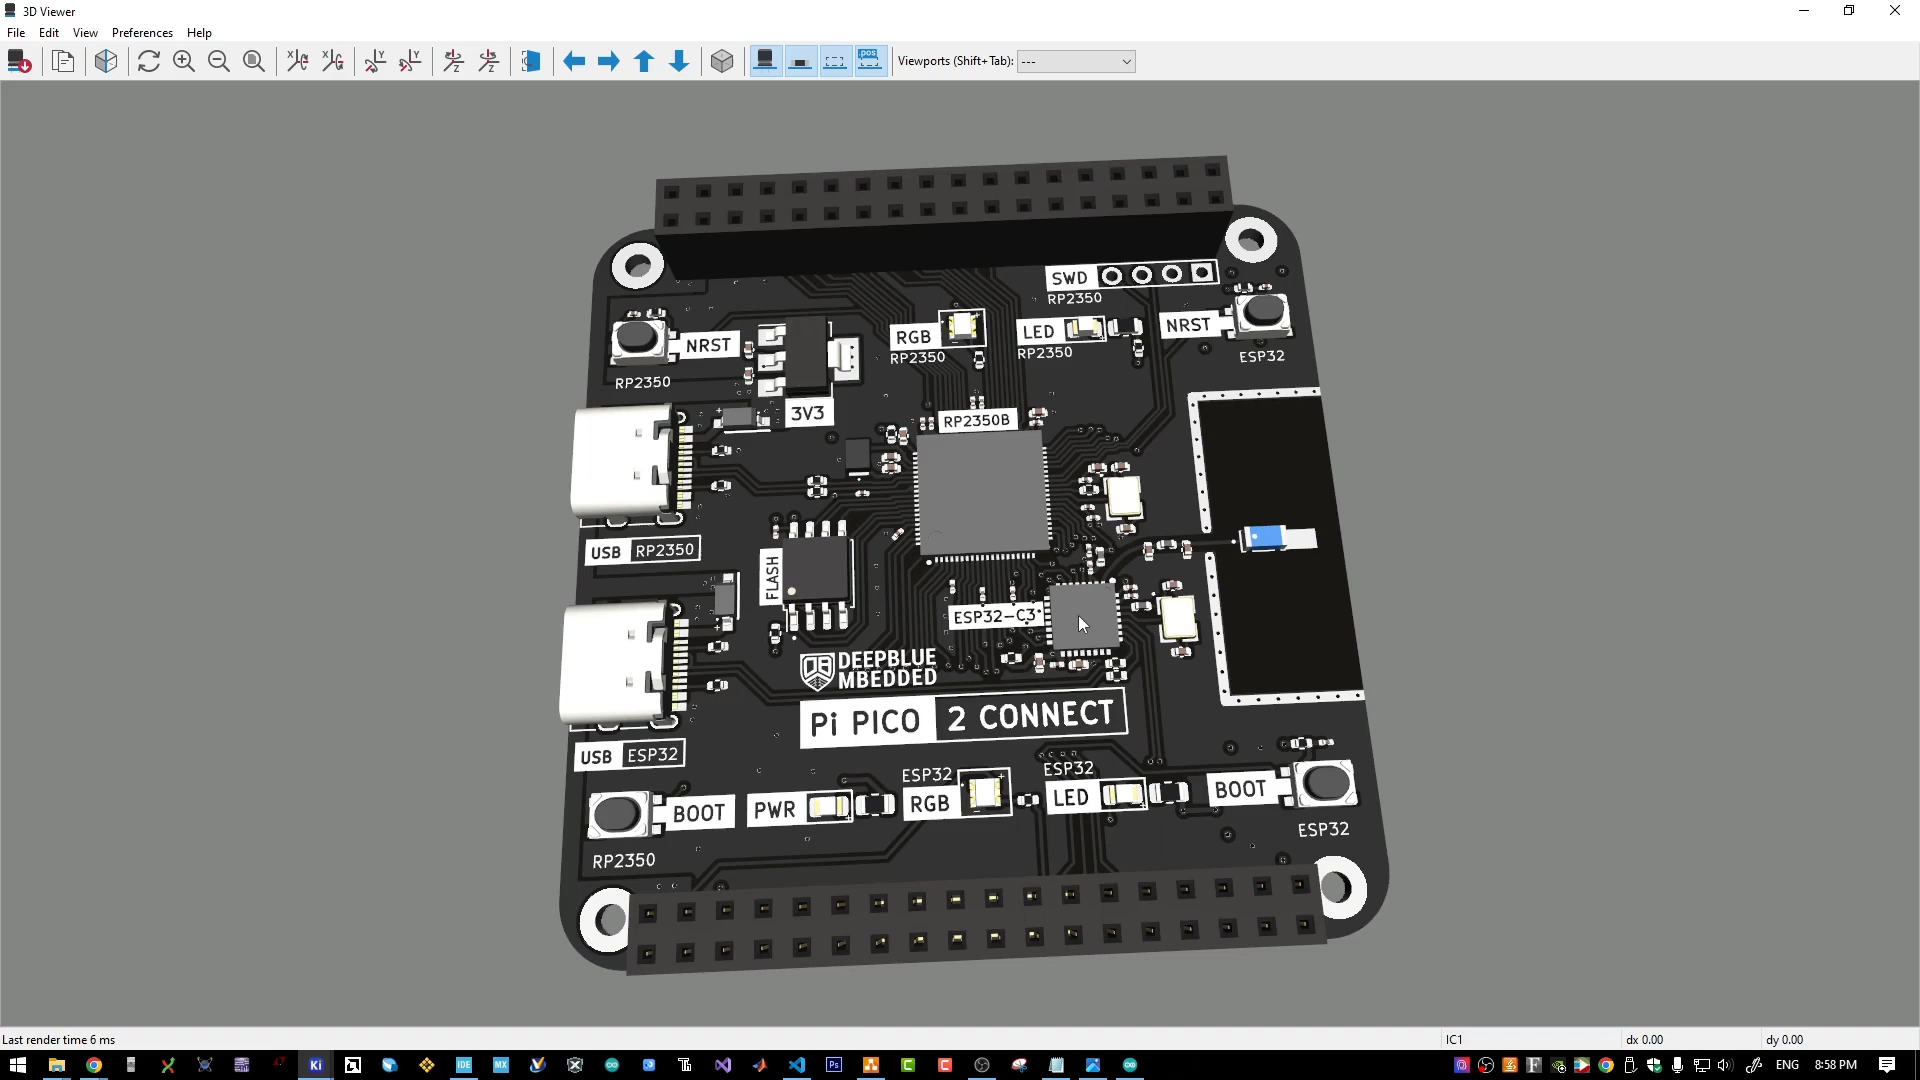 3D Viewer
File Edit View Preferences Help
Viewports (Shift+Tab): ---
SWD
RP2350
NRST
RP2350
RGB
RP2350
LED
RP2350
NRST
ESP32
3V3
RP2350B
USB RP2350
FLASH
ESP32-C3
DEEPBLUE
MBEDDED
Pi PICO 2 CONNECT
USB ESP32
BOOT
RP2350
PWR
ESP32
RGB
ESP32
LED
BOOT
ESP32
Last render time 6 ms
IC1
dx 0.00
dy 0.00
ENG
8:58 PM